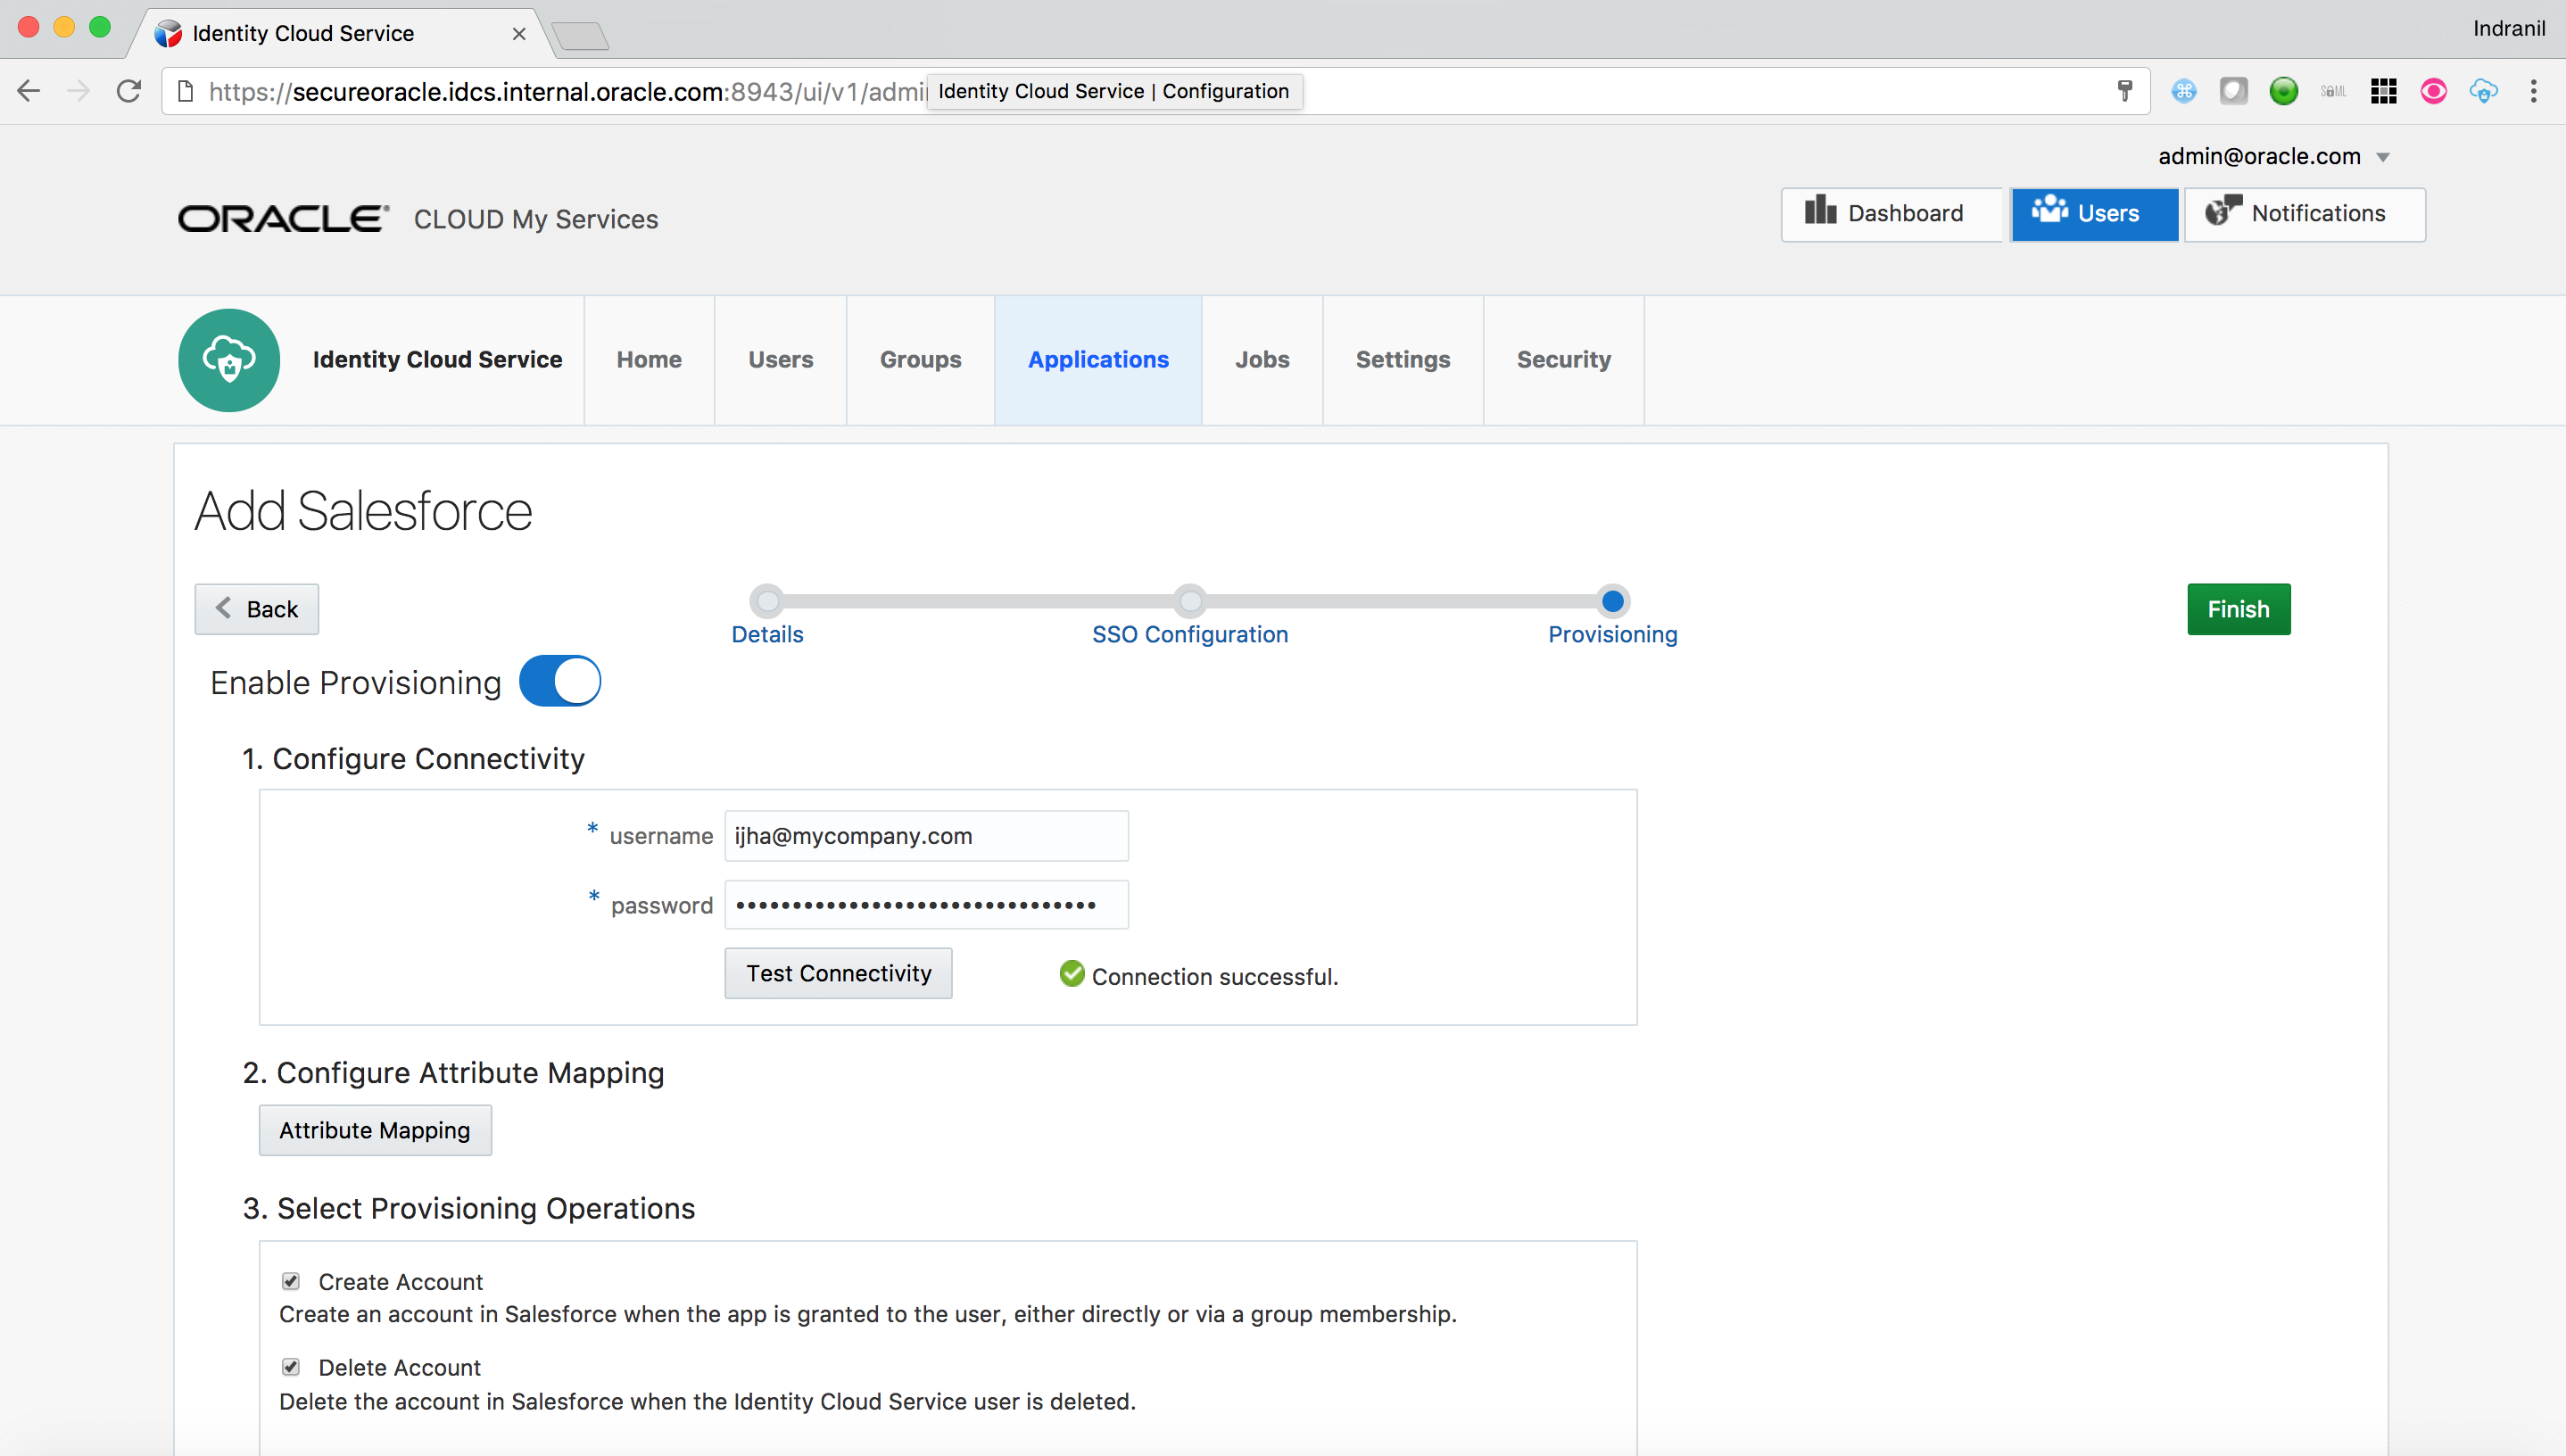 Identity Cloud Service
Indranil
https://secureoracle.idcs.internal.oracle.com:8943/ui/v1/admi
Identity Cloud Service | Configuration
SAML
admin@oracle.com
ORACLE® CLOUD My Services
Dashboard Users Notifications
Identity Cloud Service Home Users Groups Applications Jobs Settings Security
Add Salesforce
Back
Details SSO Configuration Provisioning
Finish
Enable Provisioning
1. Configure Connectivity
* username ijha@mycompany.com
* password ••••••••••••••••••••••••••••••••
Test Connectivity Connection successful.
2. Configure Attribute Mapping
Attribute Mapping
3. Select Provisioning Operations
Create Account
Create an account in Salesforce when the app is granted to the user, either directly or via a group membership.
Delete Account
Delete the account in Salesforce when the Identity Cloud Service user is deleted.